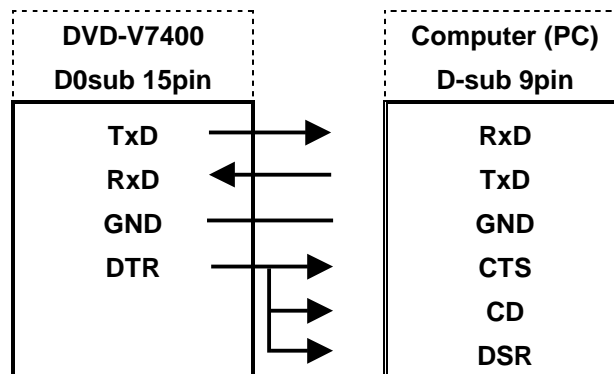 DVD-V7400 Computer (PC)
D0sub 15pin D-sub 9pin
TxD RxD
RxD TxD
GND GND
DTR CTS
CD
DSR